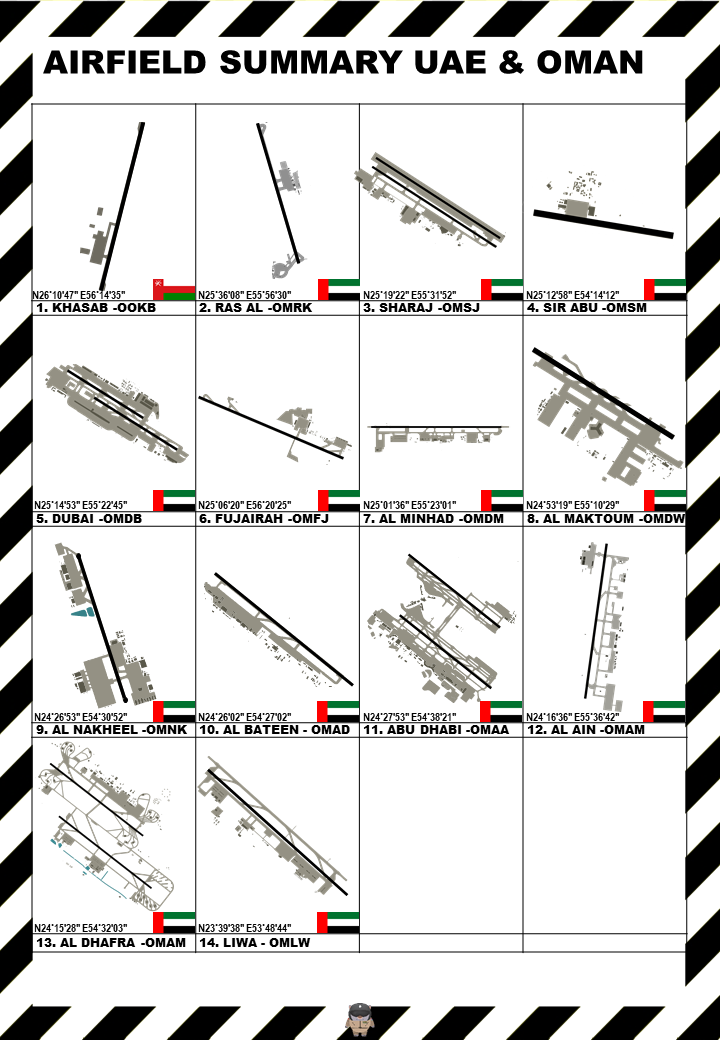 AIRFIELD SUMMARY UAE & OMAN
N26°10'47" E56°14'35"
1. KHASAB -OOKB
N25°36'08" E55°56'30"
2. RAS AL -OMRK
N25°19'22" E55°31'52"
3. SHARAJ -OMSJ
N25°12'58" E54°14'12"
4. SIR ABU -OMSM
N25°14'53" E55°22'45"
5. DUBAI -OMDB
N25°06'20" E56°20'25"
6. FUJAIRAH -OMFJ
N25°01'36" E55°23'01"
7. AL MINHAD -OMDM
N24°53'19" E55°10'29"
8. AL MAKTOUM -OMDW
N24°26'53" E54°30'52"
9. AL NAKHEEL -OMNK
N24°26'02" E54°27'02"
10. AL BATEEN - OMAD
N24°27'53" E54°38'21"
11. ABU DHABI -OMAA
N24°16'36" E55°36'42"
12. AL AIN -OMAM
N24°15'28" E54°32'03"
13. AL DHAFRA -OMAM
N23°39'38" E53°48'44"
14. LIWA - OMLW